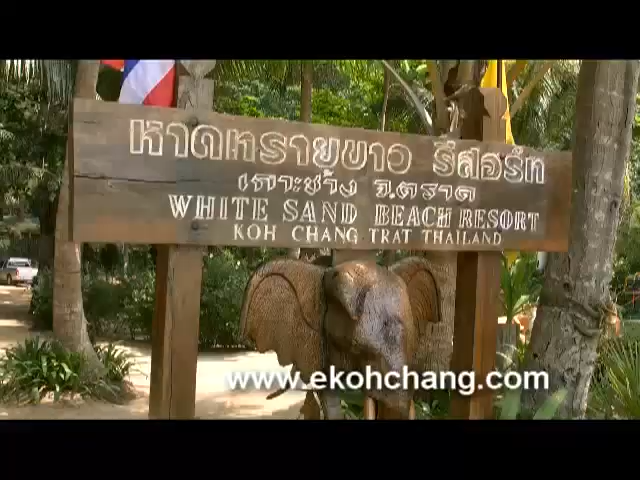 หาดทรายขาว รีสอร์ท
เกาะช้าง จ.ตราด
WHITE SAND BEACH RESORT
KOH CHANG TRAT THAILAND
www.ekohchang.com